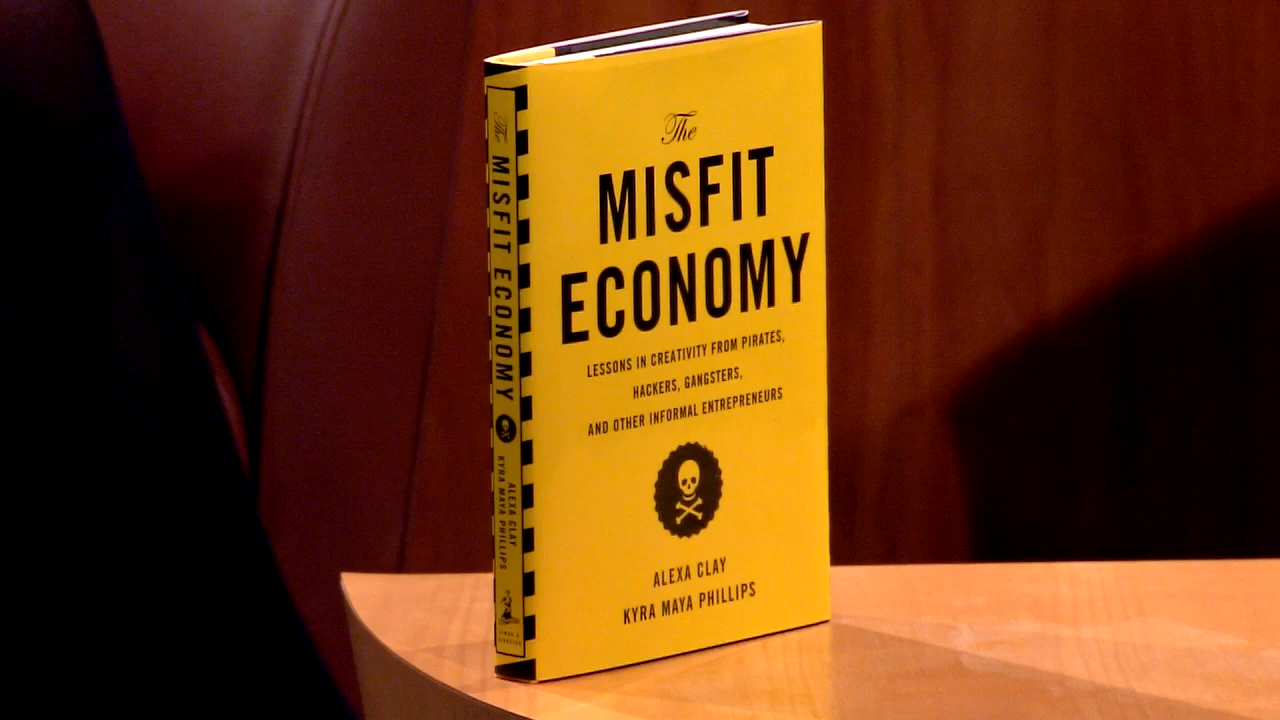 The
MISFIT
ECONOMY
LESSONS IN CREATIVITY FROM PIRATES,
HACKERS, GANGSTERS,
AND OTHER INFORMAL ENTREPRENEURS
ALEXA CLAY
KYRA MAYA PHILLIPS
The MISFIT ECONOMY
ALEXA CLAY
KYRA MAYA PHILLIPS